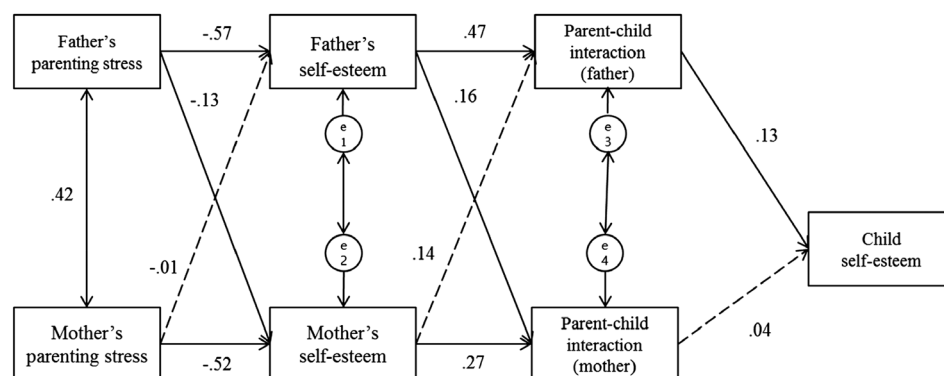 Father's
parenting stress
-.57
Father's
self-esteem
.47
Parent-child
interaction
(father)
-.13
.16
e
1
e
3
.13
.42
Child
self-esteem
-.01
e
2
.14
e
4
Mother's
parenting stress
-.52
Mother's
self-esteem
.27
Parent-child
interaction
(mother)
.04